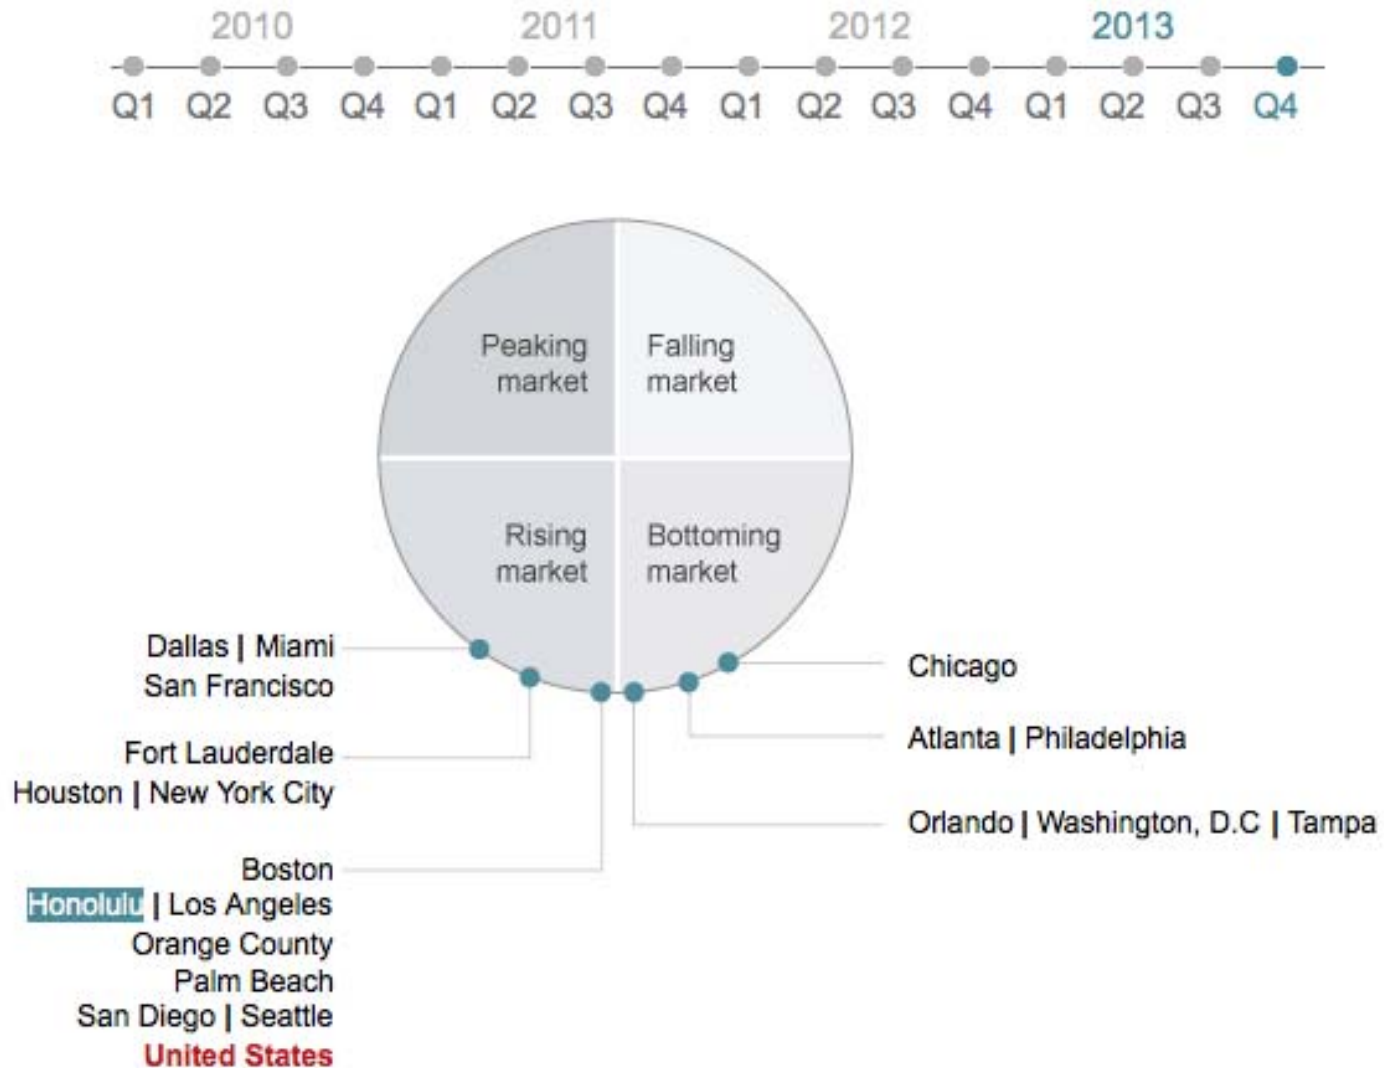 2010 2011 2012 2013
Q1 Q2 Q3 Q4 Q1 Q2 Q3 Q4 Q1 Q2 Q3 Q4 Q1 Q2 Q3 Q4
Peaking
market
Falling
market
Rising
market
Bottoming
market
Dallas | Miami
San Francisco
Fort Lauderdale
Houston | New York City
Boston
Honolulu | Los Angeles
Orange County
Palm Beach
San Diego | Seattle
United States
Chicago
Atlanta | Philadelphia
Orlando | Washington, D.C | Tampa